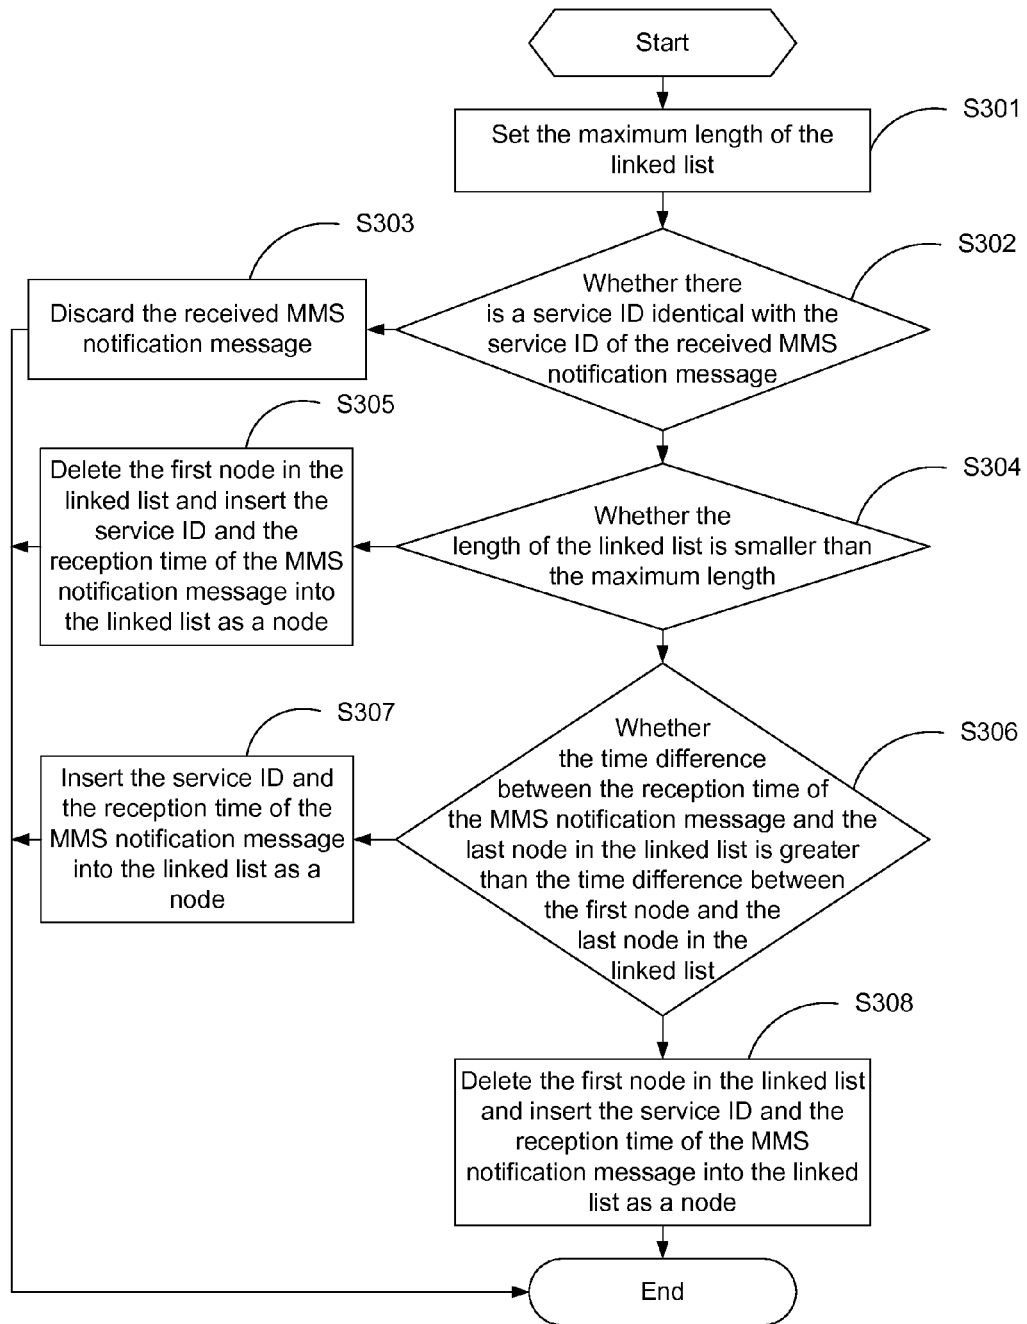 Start
S301
Set the maximum length of the
linked list
S303
S302
Whether there
is a service ID identical with the
service ID of the received MMS
notification message
Discard the received MMS
notification message
S305
Delete the first node in the
linked list and insert the
service ID and the
reception time of the MMS
notification message into
the linked list as a node
S304
Whether the
length of the linked list is smaller than
the maximum length
S307
Insert the service ID and
the reception time of the
MMS notification message
into the linked list as a
node
S306
Whether
the time difference
between the reception time of
the MMS notification message and the
last node in the linked list is greater
than the time difference between
the first node and the
last node in the
linked list
S308
Delete the first node in the linked list
and insert the service ID and the
reception time of the MMS
notification message into the linked
list as a node
End